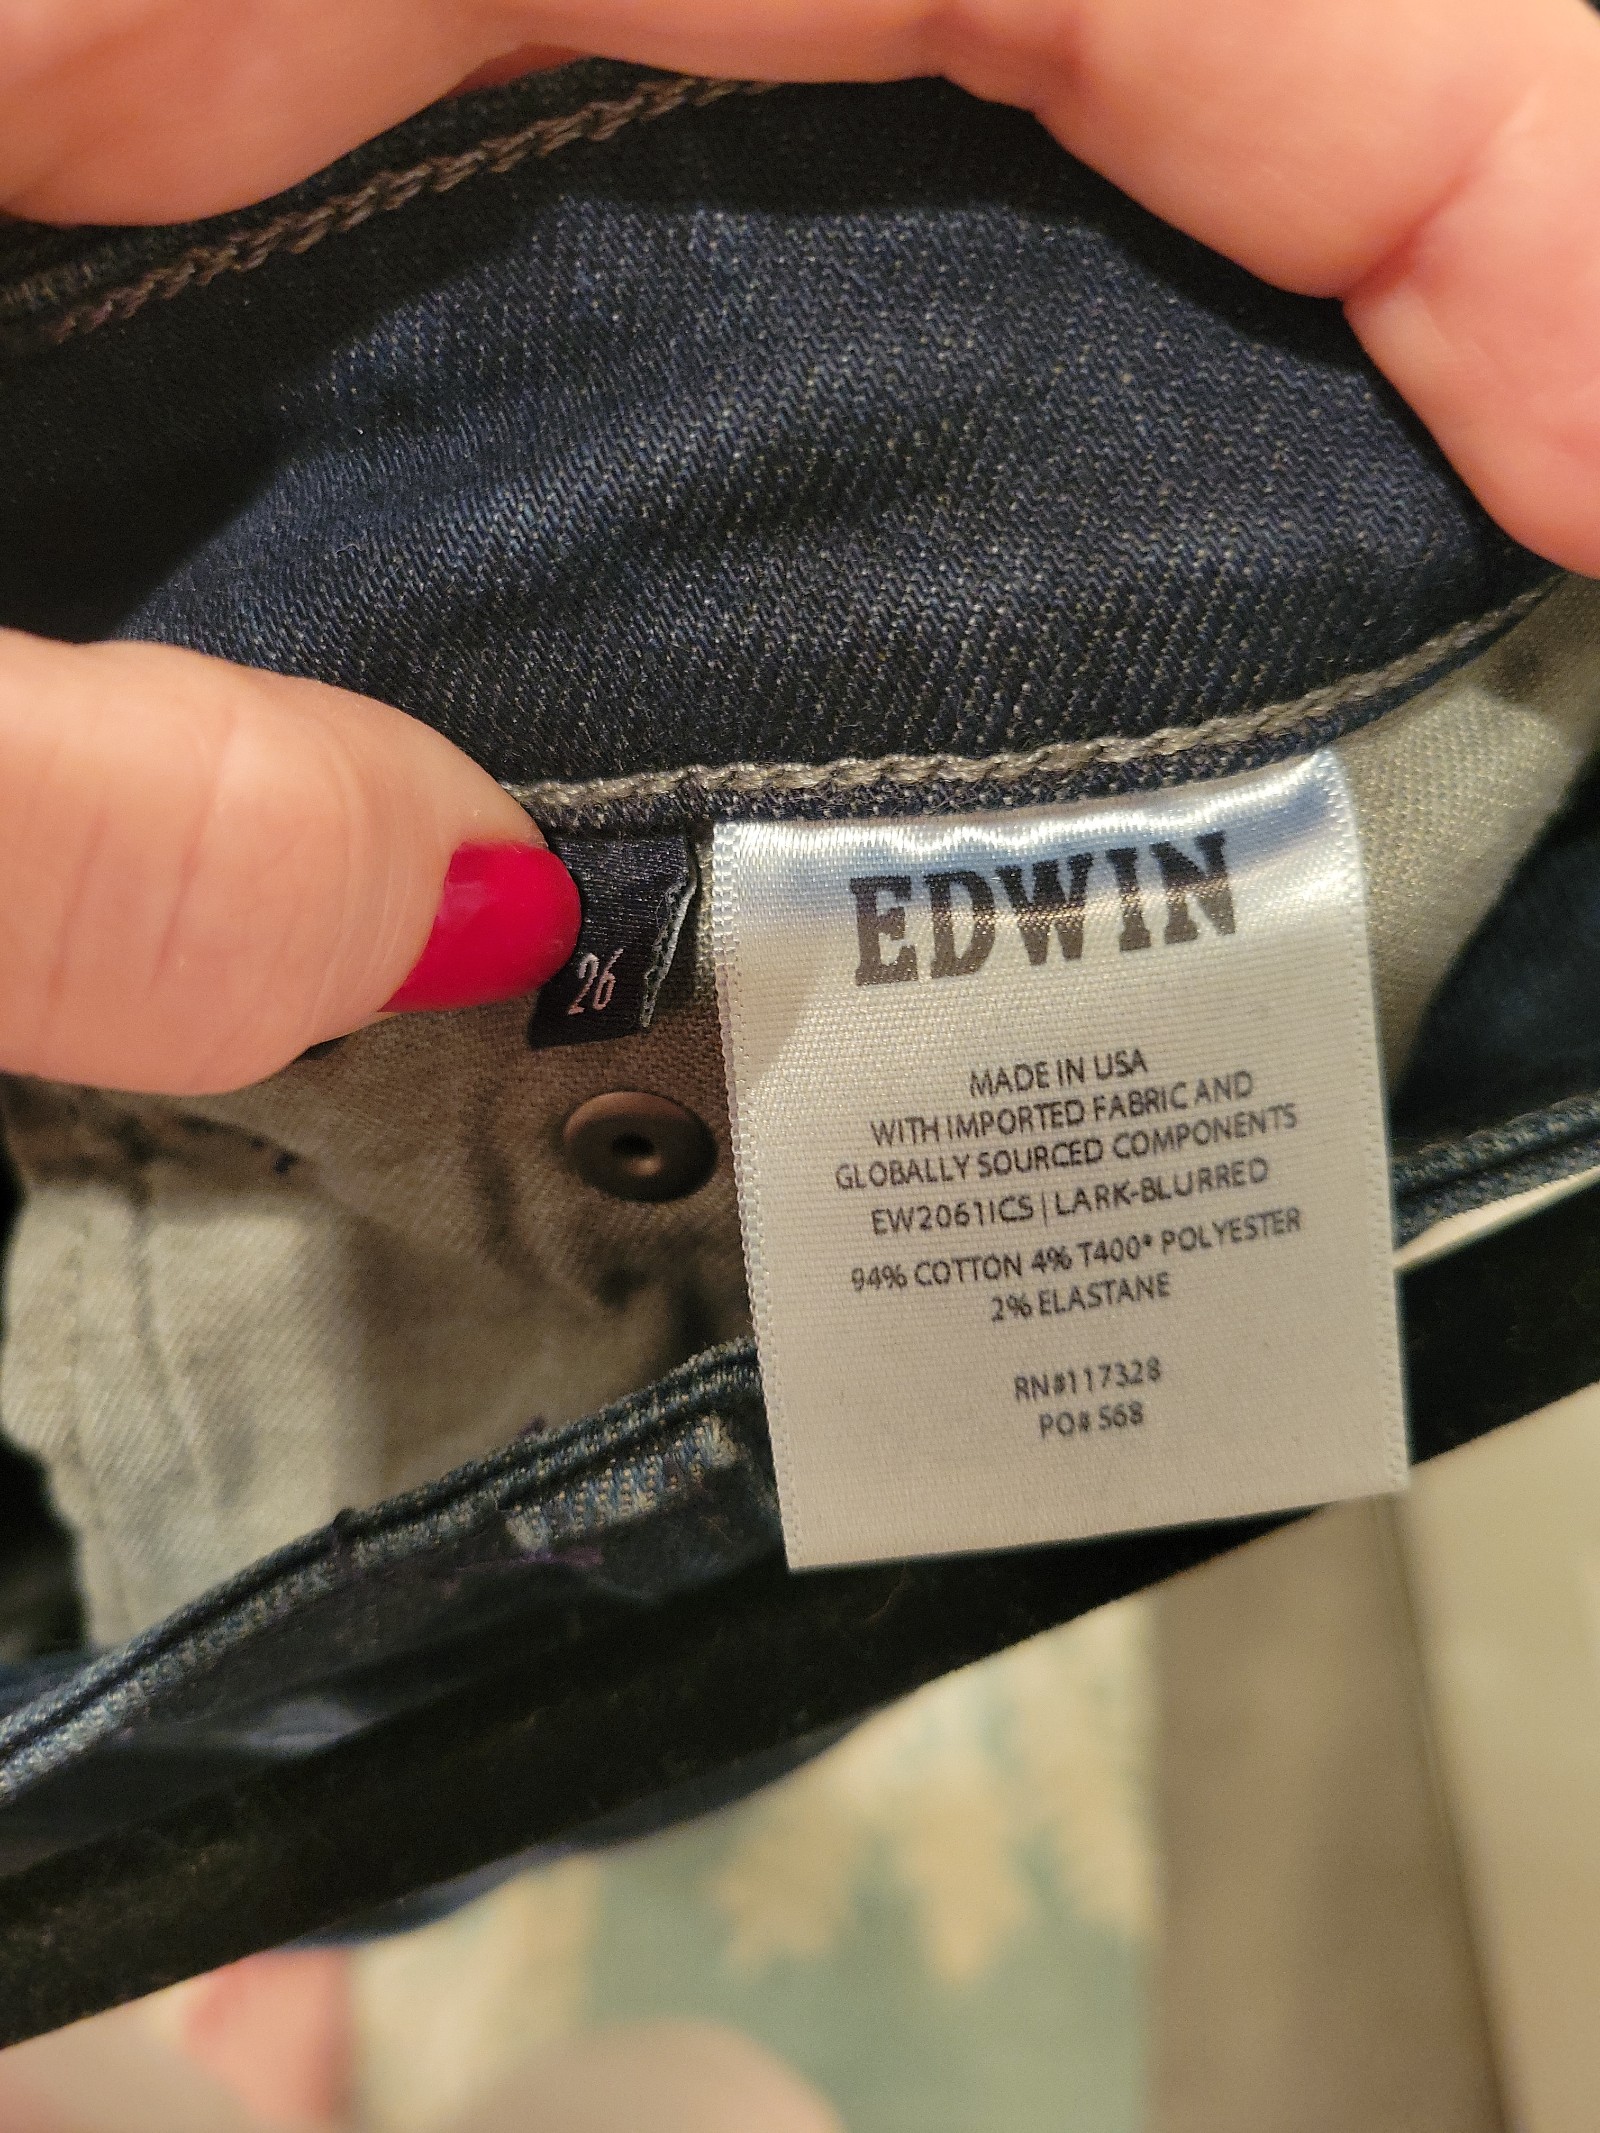 26
EDWIN
MADE IN USA
WITH IMPORTED FABRIC AND
GLOBALLY SOURCED COMPONENTS
EW2061ICS | LARK-BLURRED
94% COTTON 4% T400® POLYESTER
2% ELASTANE
RN#117328
PO# 568